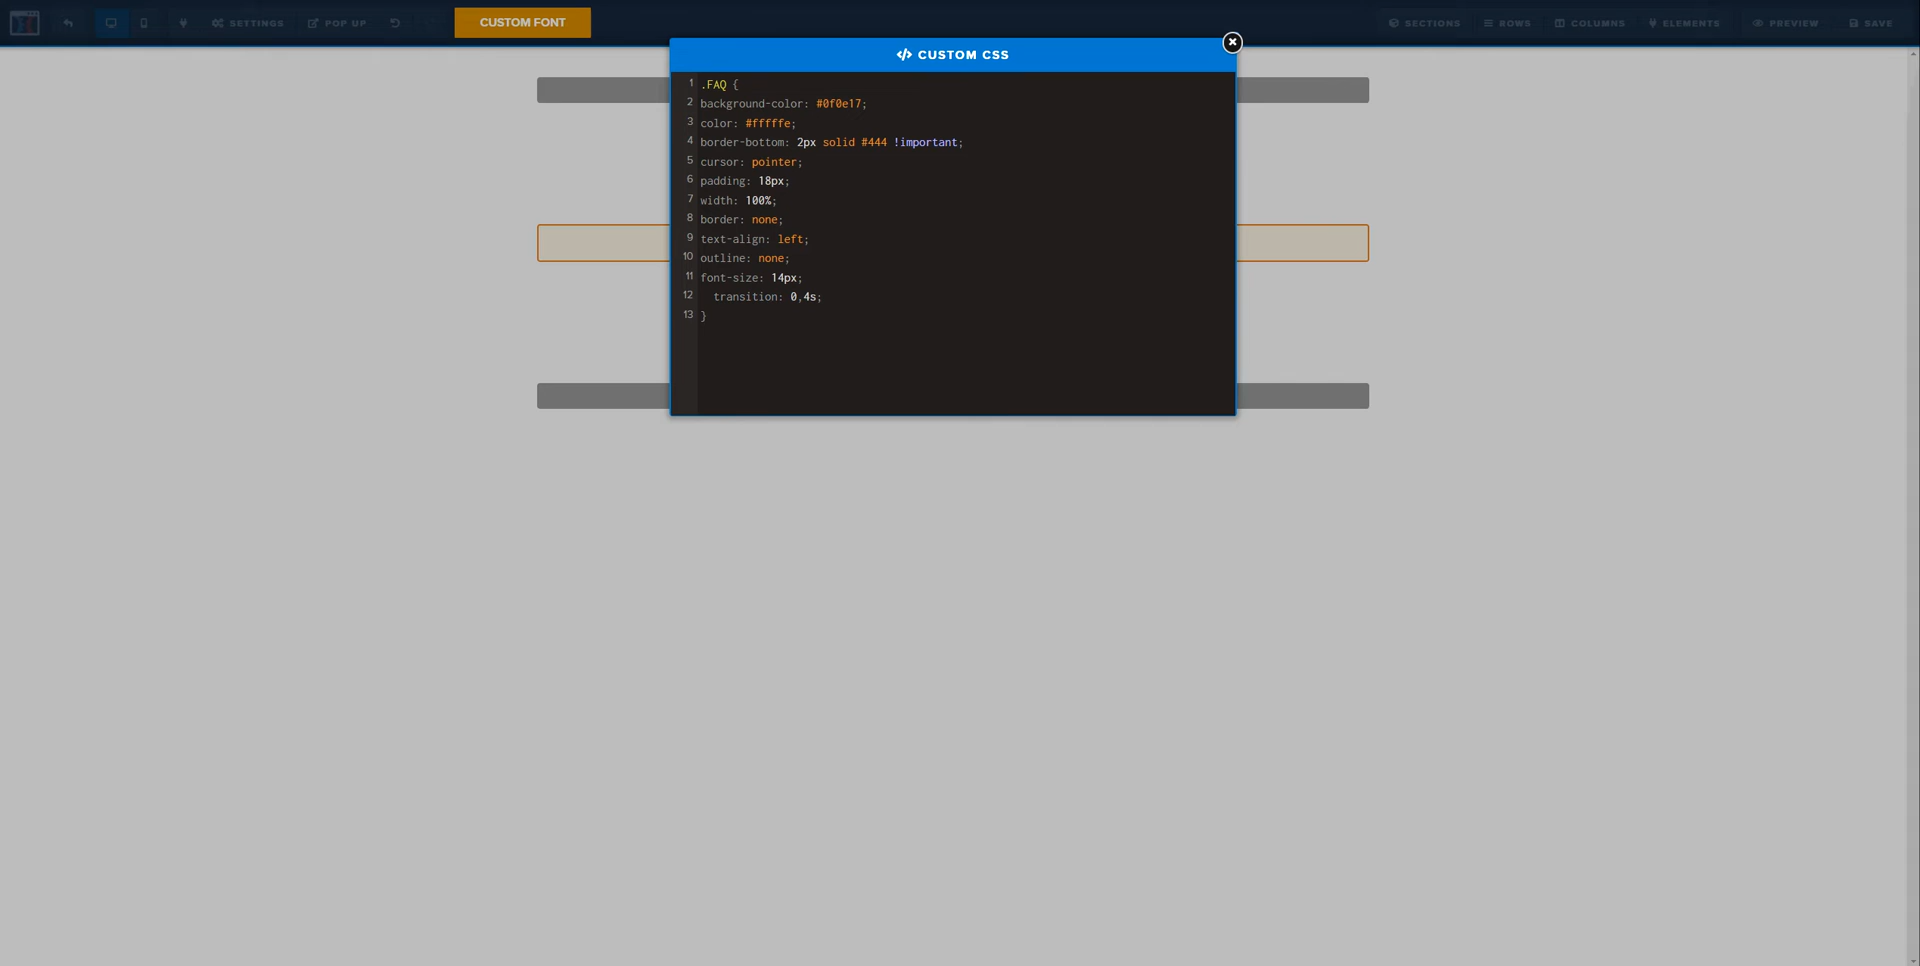 SETTINGS
POP UP
CUSTOM FONT
SECTIONS
ROWS
COLUMNS
ELEMENTS
PREVIEW
SAVE
</> CUSTOM CSS
1 .FAQ {
2 background-color: #0f0e17;
3 color: #fffffe;
4 border-bottom: 2px solid #444 !important;
5 cursor: pointer;
6 padding: 18px;
7 width: 100%;
8 border: none;
9 text-align: left;
10 outline: none;
11 font-size: 14px;
12 transition: 0,4s;
13 }